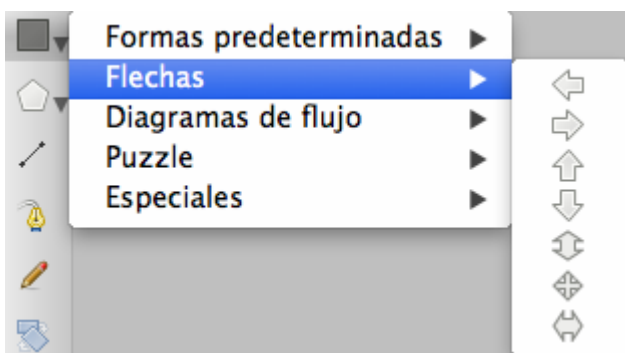 Formas predeterminadas
Flechas
Diagramas de flujo
Puzzle
Especiales